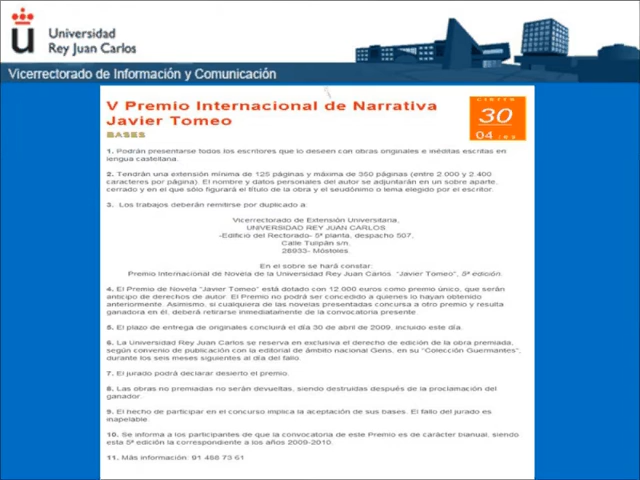 Universidad
Rey Juan Carlos
Vicerrectorado de Información y Comunicación
V Premio Internacional de Narrativa
Javier Tomeo
BASES
LIMITE
30
04
1. Podrán presentarse todos los escritores que lo deseen con obras originales e inéditas escritas en
lengua castellana.
2. Tendrán una extensión mínima de 125 páginas y máxima de 350 páginas (entre 2 000 y 2 400
caracteres por página). El nombre y datos personales del autor se adjuntarán en un sobre aparte,
cerrado y en el que sólo figurará el título de la obra y el seudónimo o lema elegido por el escritor.
3. Los trabajos deberán remitirse por duplicado a:
Vicerrectorado de Extensión Universitaria,
UNIVERSIDAD REY JUAN CARLOS
-Edificio del Rectorado- 5ª planta, despacho 507,
Calle Tulipán s/n,
28933- Móstoles.
En el sobre se hará constar:
Premio Internacional de Novela de la Universidad Rey Juan Carlos "Javier Tomeo", 5ª edición.
4. El Premio de Novela "Javier Tomeo" está dotado con 12.000 euros como premio único, que serán
anticipo de derechos de autor. El Premio no podrá ser concedido a quienes lo hayan obtenido
anteriormente. Asimismo, si cualquiera de las novelas presentadas concursa a otro premio y resulta
ganadora en él, deberá retirarse inmediatamente de la convocatoria presente.
5. El plazo de entrega de originales concluirá el día 30 de abril de 2009, incluido este día.
6. La Universidad Rey Juan Carlos se reserva en exclusiva el derecho de edición de la obra premiada,
según convenio de publicación con la editorial de ámbito nacional Gens, en su "Colección Guermantes",
durante los seis meses siguientes al día del fallo.
7. El jurado podrá declarar desierto el premio.
8. Las obras no premiadas no serán devueltas, siendo destruidas después de la proclamación del
ganador.
9. El hecho de participar en el concurso implica la aceptación de sus bases. El fallo del jurado es
inapelable.
10. Se informa a los participantes de que la convocatoria de este Premio es de carácter bianual, siendo
esta 5ª edición la correspondiente a los años 2009-2010.
11. Más información: 91 488 73 61